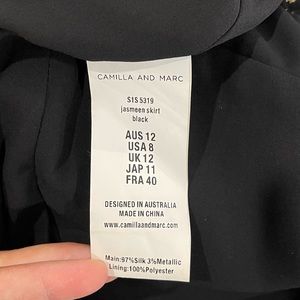 CAMILLA AND MARC
S1S 5319
jasmeen skirt
black
AUS 12
USA 8
UK 12
JAP 11
FRA 40
DESIGNED IN AUSTRALIA
MADE IN CHINA
www.camillaandmarc.com
Main:97%Silk 3%Metallic
Lining:100%Polyester